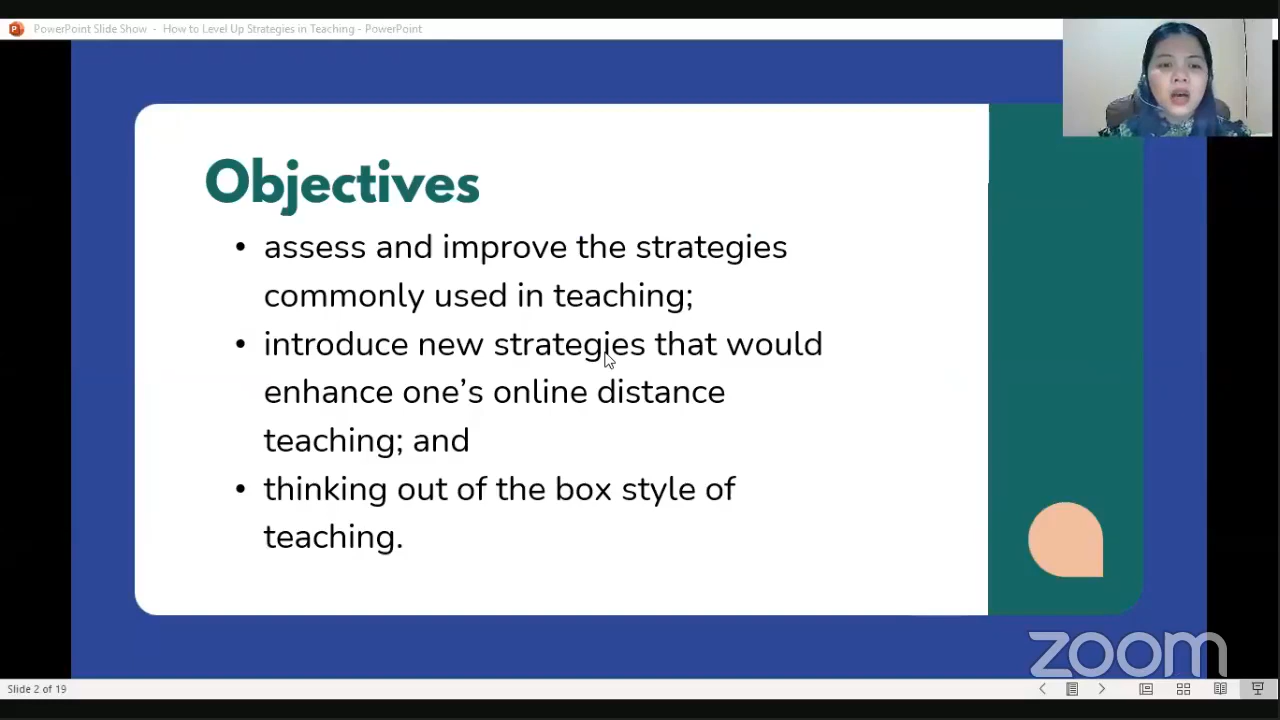 PowerPoint Slide Show - How to Level Up Strategies in Teaching - PowerPoint
Objectives
• assess and improve the strategies
commonly used in teaching;
• introduce new strategies that would
enhance one’s online distance
teaching; and
• thinking out of the box style of
teaching.
zoom
Slide 2 of 19